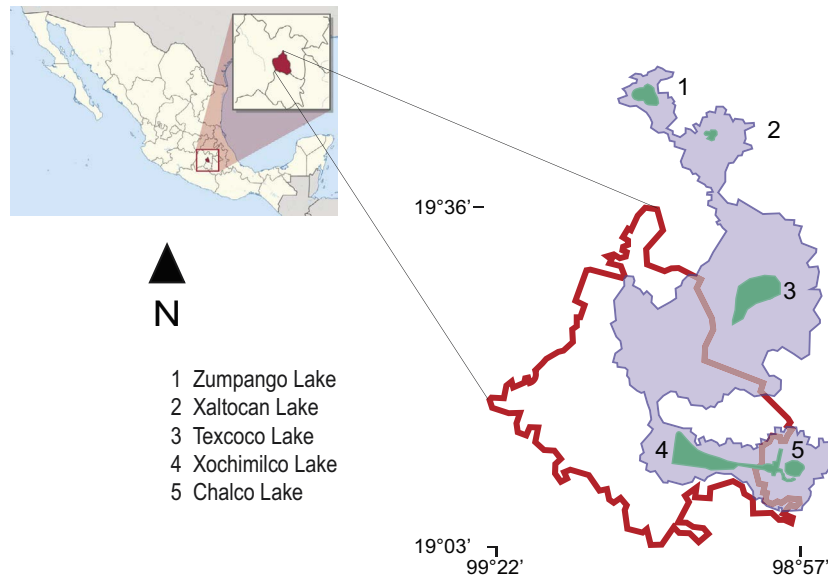 1
2
19°36'
3
N
1 Zumpango Lake
2 Xaltocan Lake
3 Texcoco Lake
4 Xochimilco Lake
5 Chalco Lake
4
5
19°03'
99°22'
98°57'